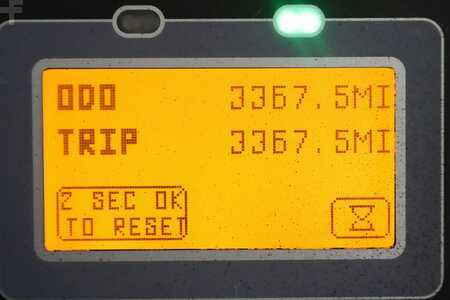 ODO 3367.5MI
TRIP 3367.5MI
2 SEC OK
TO RESET